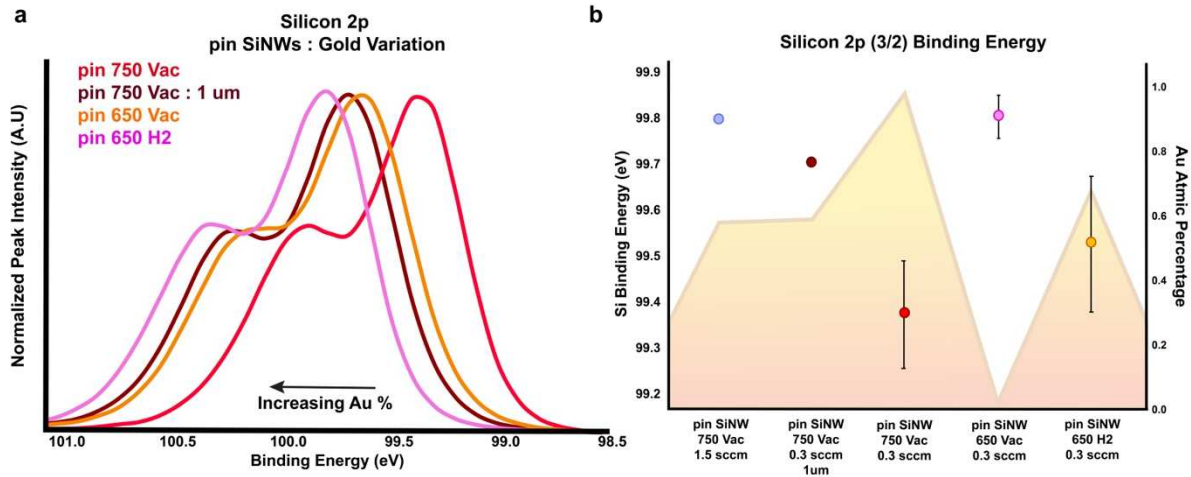 a
Silicon 2p
pin SiNWs : Gold Variation
pin 750 Vac
pin 750 Vac : 1 um
pin 650 Vac
pin 650 H2
Normalized Peak Intensity (A.U)
Increasing Au %
101.0 100.5 100.0 99.5 99.0 98.5
Binding Energy (eV)
b
Silicon 2p (3/2) Binding Energy
Si Binding Energy (eV)
99.9
99.8
99.7
99.6
99.5
99.4
99.3
99.2
1.0
0.8
0.6
0.4
0.2
0.0
Au Atmic Percentage
pin SiNW
750 Vac
1.5 sccm
pin SiNW
750 Vac
0.3 sccm
1um
pin SiNW
750 Vac
0.3 sccm
pin SiNW
650 Vac
0.3 sccm
pin SiNW
650 H2
0.3 sccm